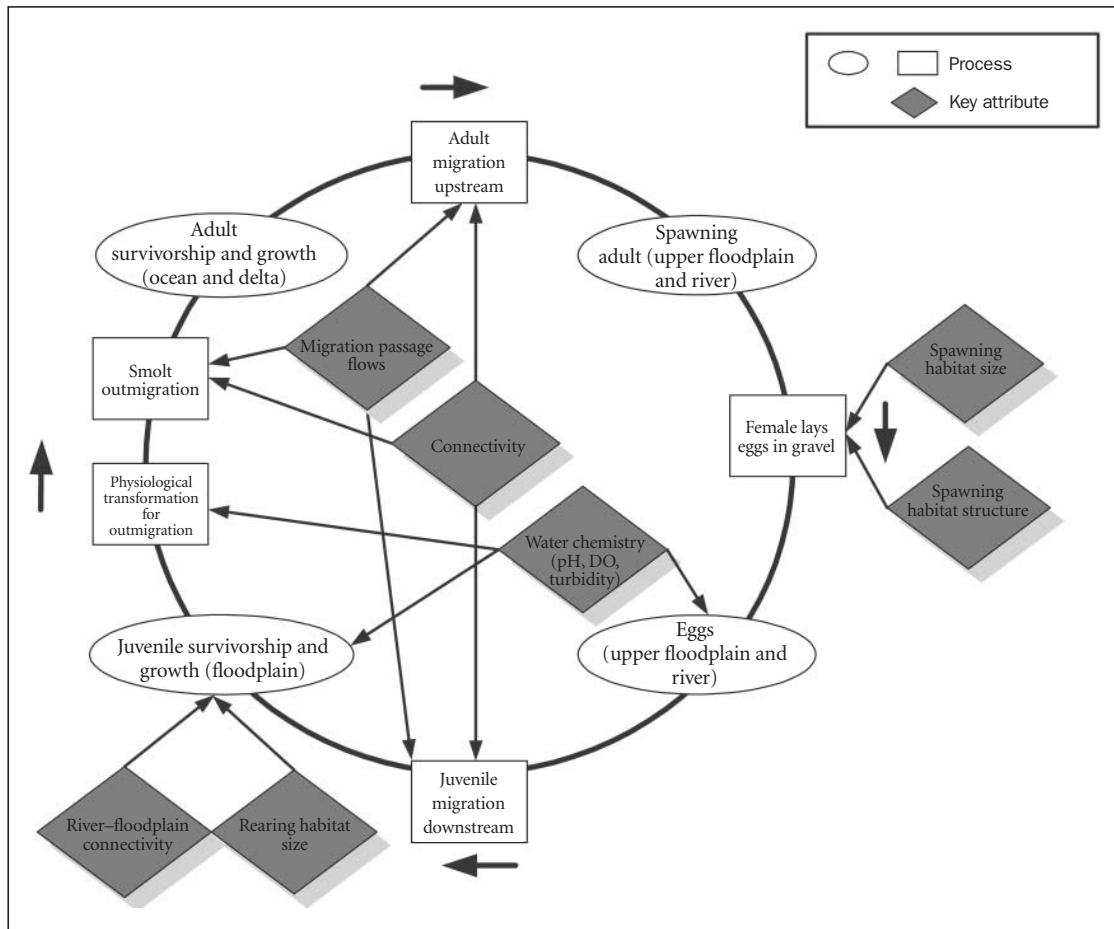 Process
Key attribute
Adult
migration
upstream
Adult
survivorship and growth
(ocean and delta)
Spawning
adult (upper floodplain
and river)
Migration passage
flows
Smolt
outmigration
Spawning
habitat size
Connectivity
Female lays
eggs in gravel
Physiological
transformation
for
outmigration
Spawning
habitat structure
Water chemistry
(pH, DO,
turbidity)
Juvenile survivorship and
growth (floodplain)
Eggs
(upper floodplain and
river)
Juvenile
migration
downstream
River–floodplain
connectivity
Rearing habitat
size